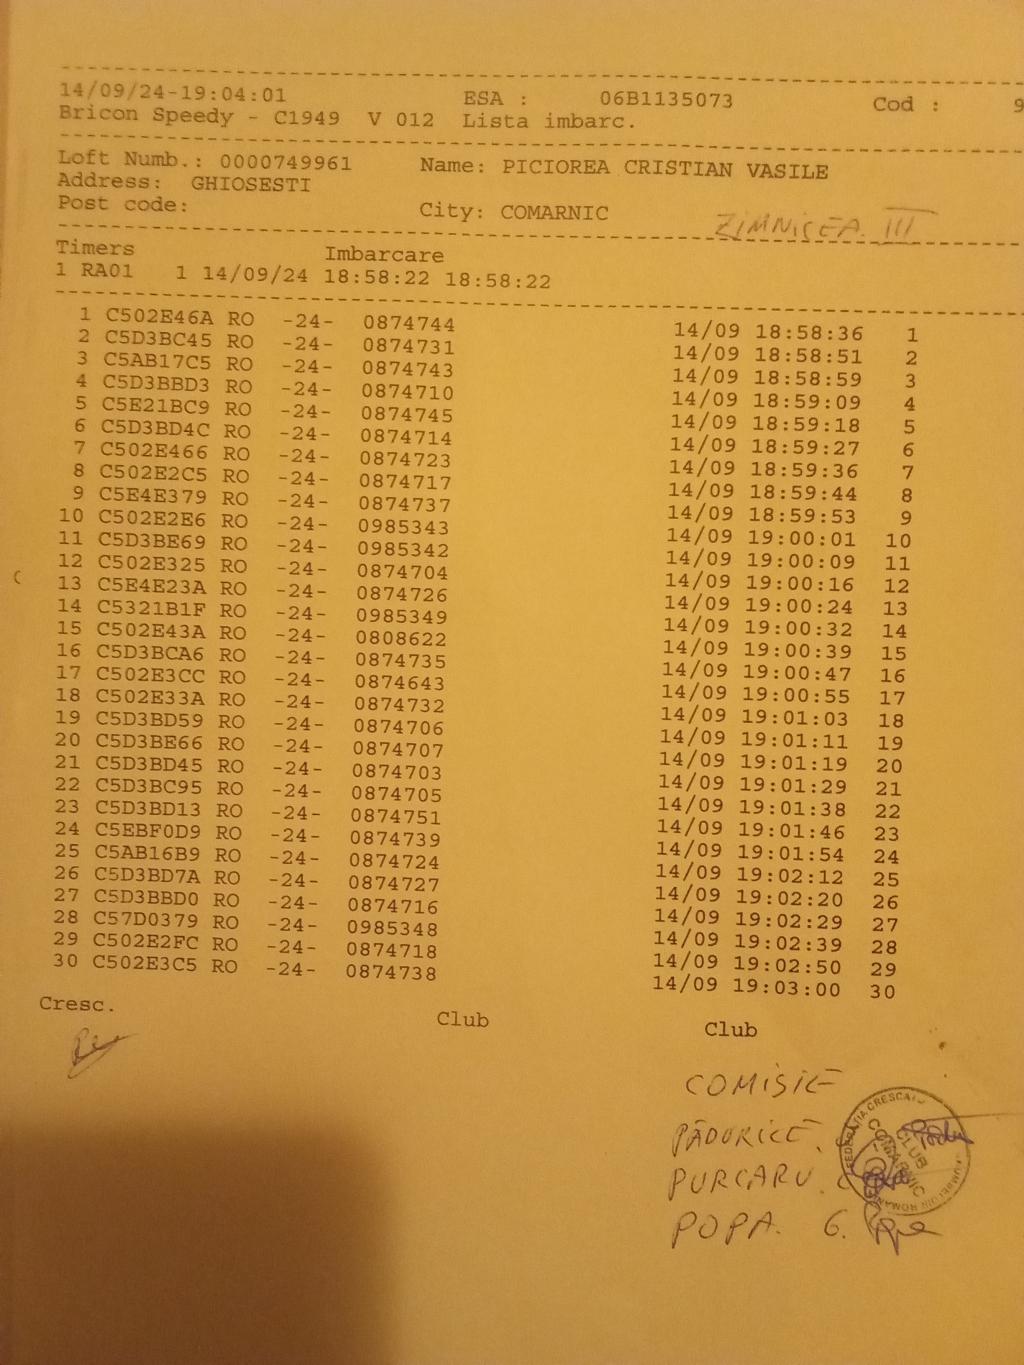 14/09/24-19:04:01 ESA : 06B1135073 Cod : 9
Bricon Speedy - C1949 V 012 Lista imbarc.
Loft Numb.: 0000749961 Name: PICIOREA CRISTIAN VASILE
Address: GHIOSESTI
Post code: City: COMARNIC
ZIMNICEA III
Timers Imbarcare
1 RA01 1 14/09/24 18:58:22 18:58:22
1 C502E46A RO -24- 0874744 14/09 18:58:36 1
2 C5D3BC45 RO -24- 0874731 14/09 18:58:51 2
3 C5AB17C5 RO -24- 0874743 14/09 18:58:59 3
4 C5D3BBD3 RO -24- 0874710 14/09 18:59:09 4
5 C5E21BC9 RO -24- 0874745 14/09 18:59:18 5
6 C5D3BD4C RO -24- 0874714 14/09 18:59:27 6
7 C502E466 RO -24- 0874723 14/09 18:59:36 7
8 C502E2C5 RO -24- 0874717 14/09 18:59:44 8
9 C5E4E379 RO -24- 0874737 14/09 18:59:53 9
10 C502E2E6 RO -24- 0985343 14/09 19:00:01 10
11 C5D3BE69 RO -24- 0985342 14/09 19:00:09 11
12 C502E325 RO -24- 0874704 14/09 19:00:16 12
13 C5E4E23A RO -24- 0874726 14/09 19:00:24 13
14 C5321B1F RO -24- 0985349 14/09 19:00:32 14
15 C502E43A RO -24- 0808622 14/09 19:00:39 15
16 C5D3BCA6 RO -24- 0874735 14/09 19:00:47 16
17 C502E3CC RO -24- 0874643 14/09 19:00:55 17
18 C502E33A RO -24- 0874732 14/09 19:01:03 18
19 C5D3BD59 RO -24- 0874706 14/09 19:01:11 19
20 C5D3BE66 RO -24- 0874707 14/09 19:01:19 20
21 C5D3BD45 RO -24- 0874703 14/09 19:01:29 21
22 C5D3BC95 RO -24- 0874705 14/09 19:01:38 22
23 C5D3BD13 RO -24- 0874751 14/09 19:01:46 23
24 C5EBF0D9 RO -24- 0874739 14/09 19:01:54 24
25 C5AB16B9 RO -24- 0874724 14/09 19:02:12 25
26 C5D3BD7A RO -24- 0874727 14/09 19:02:20 26
27 C5D3BBD0 RO -24- 0874716 14/09 19:02:29 27
28 C57D0379 RO -24- 0985348 14/09 19:02:39 28
29 C502E2FC RO -24- 0874718 14/09 19:02:50 29
30 C502E3C5 RO -24- 0874738 14/09 19:03:00 30
Cresc. Club Club
COMISIE
PĂDURICE
PURCARU
POPA. G.
CLUB
COMARNIC